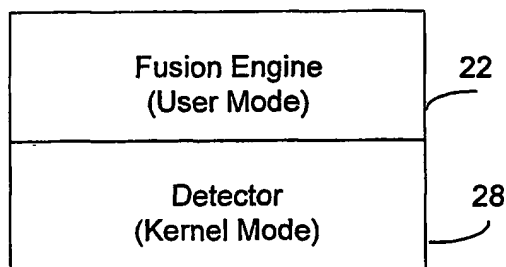 Fusion Engine
(User Mode)
22
Detector
(Kernel Mode)
28